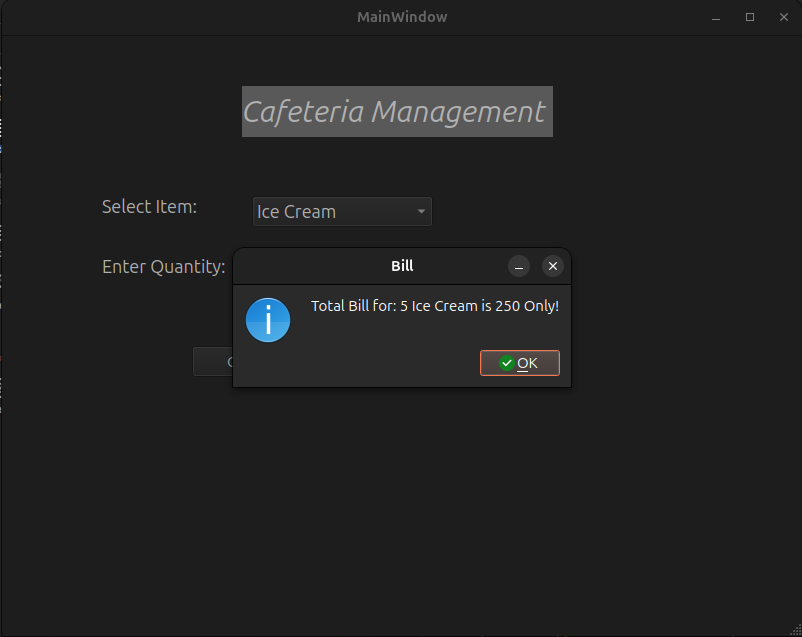 MainWindow
Cafeteria Management
Select Item:
Ice Cream
Enter Quantity:
Bill
Total Bill for: 5 Ice Cream is 250 Only!
OK